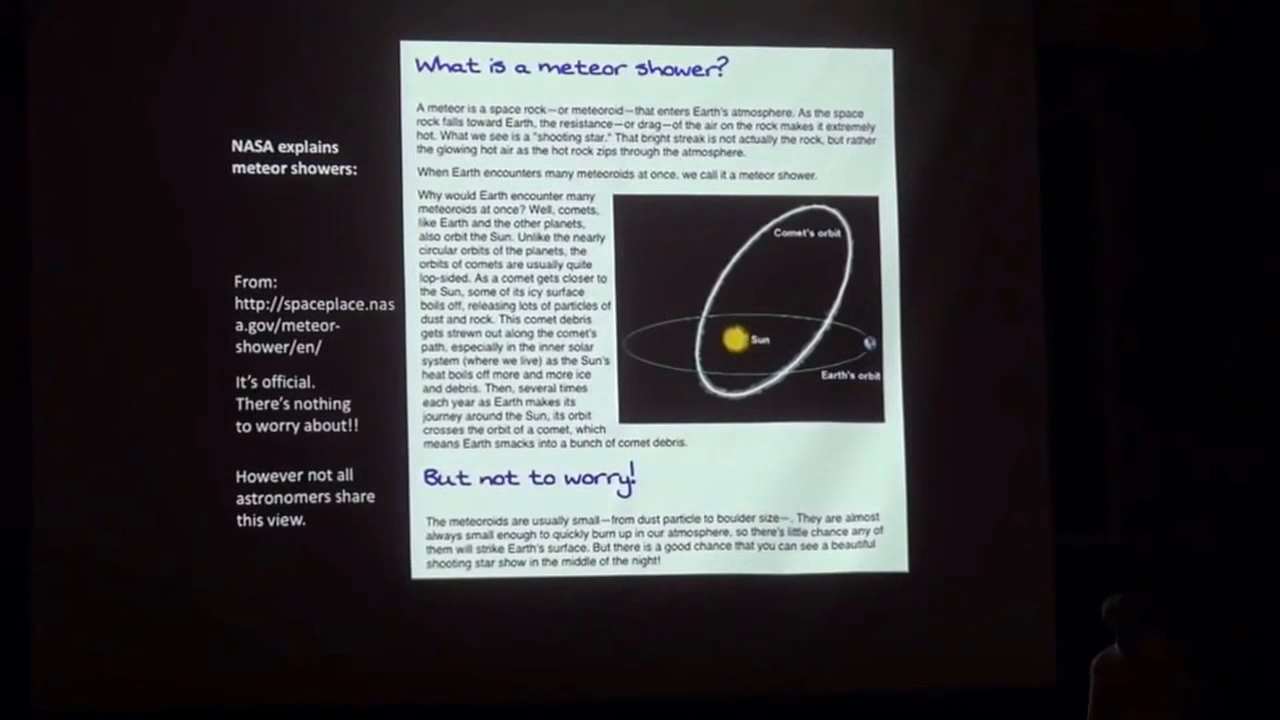 NASA explains
meteor showers:
From:
http://spaceplace.nas
a.gov/meteor-
shower/en/
It's official.
There's nothing
to worry about!!
However not all
astronomers share
this view.
What is a meteor shower?
A meteor is a space rock—or meteoroid—that enters Earth's atmosphere. As the space
rock falls toward Earth, the resistance—or drag—of the air on the rock makes it extremely
hot. What we see is a "shooting star." That bright streak is not actually the rock, but rather
the glowing hot air as the hot rock zips through the atmosphere.
When Earth encounters many meteoroids at once, we call it a meteor shower.
Why would Earth encounter many
meteoroids at once? Well, comets,
like Earth and the other planets,
also orbit the Sun. Unlike the nearly
circular orbits of the planets, the
orbits of comets are usually quite
lop-sided. As a comet gets closer to
the Sun, some of its icy surface
boils off, releasing lots of particles of
dust and rock. This comet debris
gets strewn out along the comet's
path, especially in the inner solar
system (where we live) as the Sun's
heat boils off more and more ice
and debris. Then, several times
each year as Earth makes its
journey around the Sun, its orbit
crosses the orbit of a comet, which
means Earth smacks into a bunch of comet debris.
Comet's orbit
Sun
Earth's orbit
But not to worry!
The meteoroids are usually small—from dust particle to boulder size—. They are almost
always small enough to quickly burn up in our atmosphere, so there's little chance any of
them will strike Earth's surface. But there is a good chance that you can see a beautiful
shooting star show in the middle of the night!